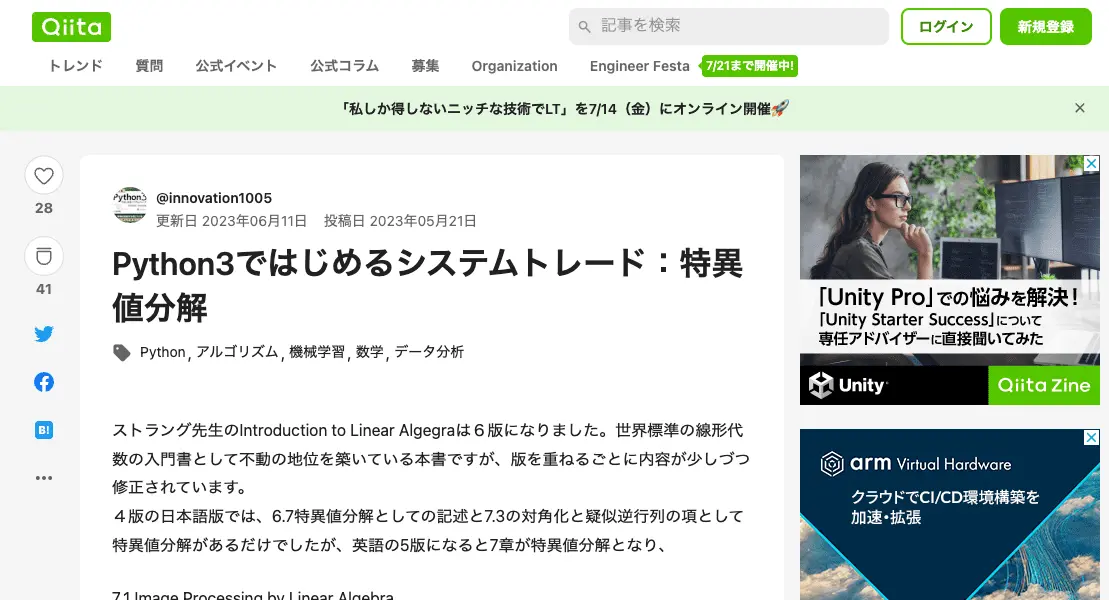 Qiita
記事を検索
ログイン
新規登録
トレンド 質問 公式イベント 公式コラム 募集 Organization Engineer Festa 7/21まで開催中!
「私しか得しないニッチな技術でLT」を7/14（金）にオンライン開催🚀
28
41
B!
@innovation1005
更新日 2023年06月11日 投稿日 2023年05月21日
Python3ではじめるシステムトレード：特異
値分解
Python, アルゴリズム, 機械学習, 数学, データ分析
ストラング先生のIntroduction to Linear Algegraは６版になりました。世界標準の線形代
数の入門書として不動の地位を築いている本書ですが、版を重ねるごとに内容が少しづつ
修正されています。
４版の日本語版では、6.7特異値分解としての記述と7.3の対角化と疑似逆行列の項として
特異値分解があるだけでしたが、英語の5版になると7章が特異値分解となり、
7.1 Image Processing by Linear Algebra
「Unity Pro」での悩みを解決！
「Unity Starter Success」について
専任アドバイザーに直接聞いてみた
Unity
Qiita Zine
arm Virtual Hardware
クラウドでCI/CD環境構築を
加速・拡張